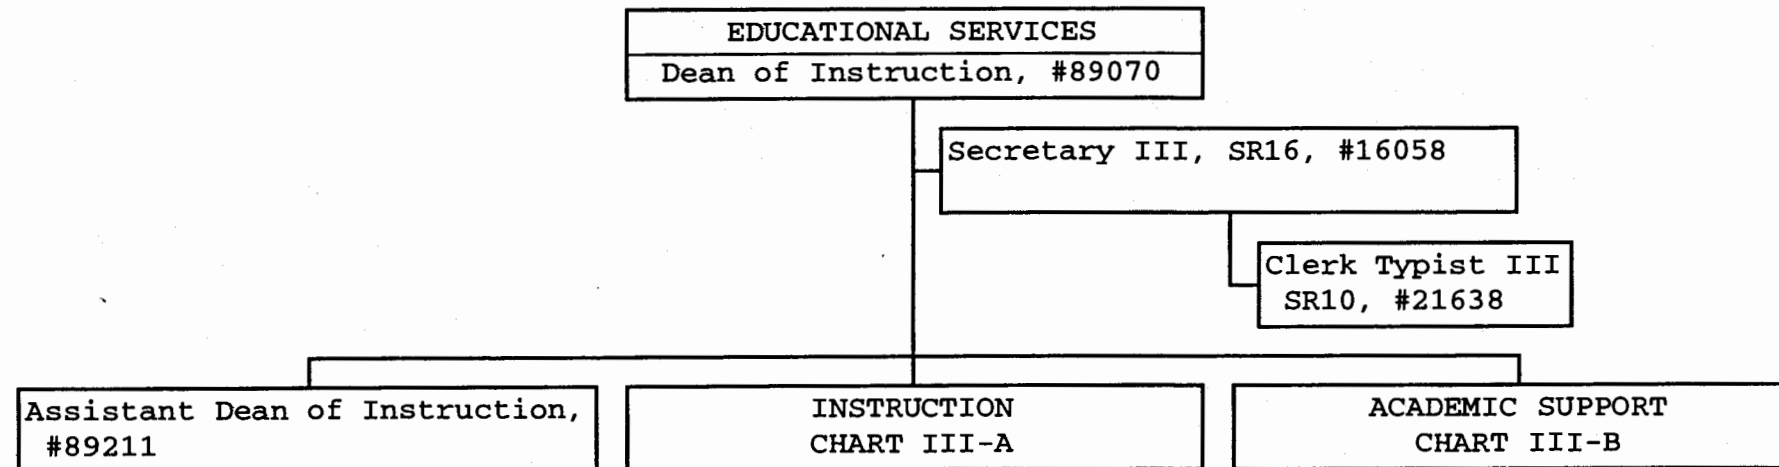 EDUCATIONAL SERVICES
Dean of Instruction, #89070
Secretary III, SR16, #16058
Clerk Typist III
SR10, #21638
Assistant Dean of Instruction,
#89211
INSTRUCTION
CHART III-A
ACADEMIC SUPPORT
CHART III-B